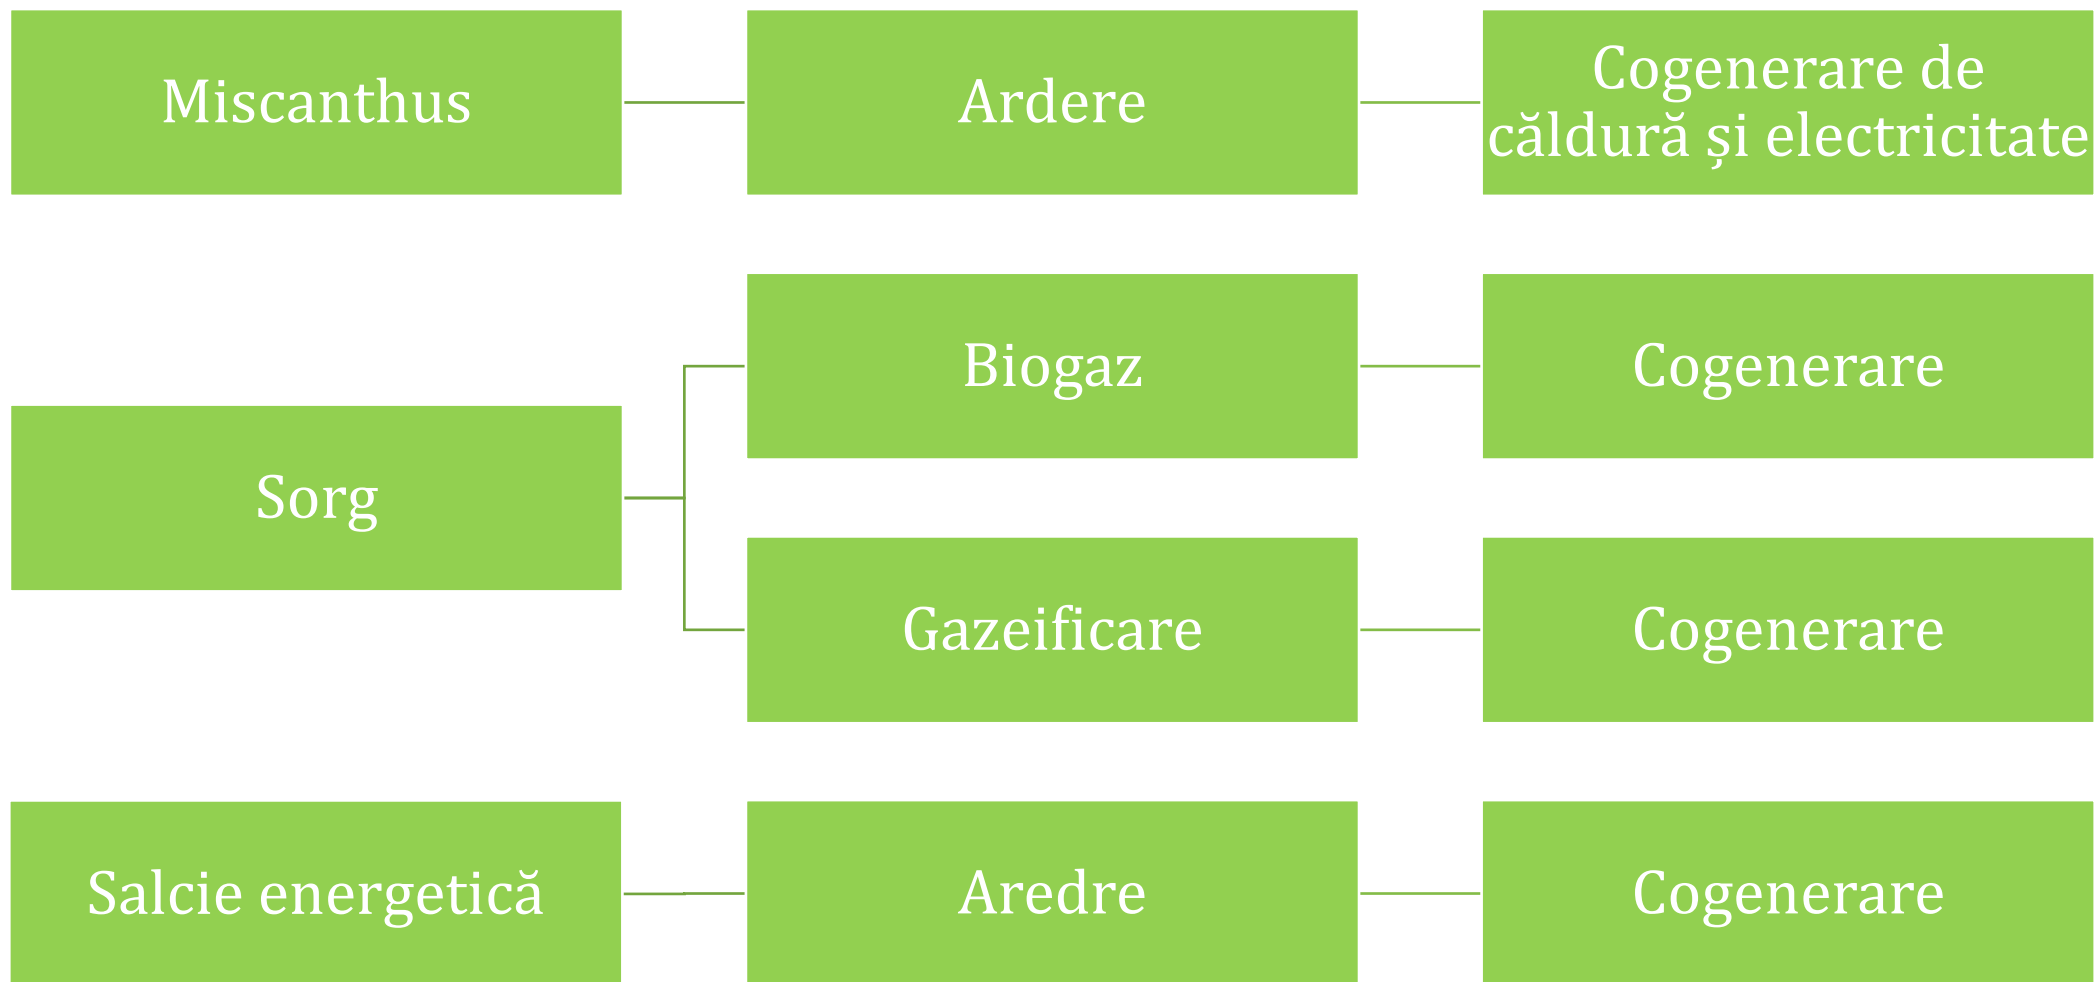 Miscanthus
Ardere
Cogenerare de
căldură și electricitate
Sorg
Biogaz
Cogenerare
Gazeificare
Cogenerare
Salcie energetică
Aredre
Cogenerare